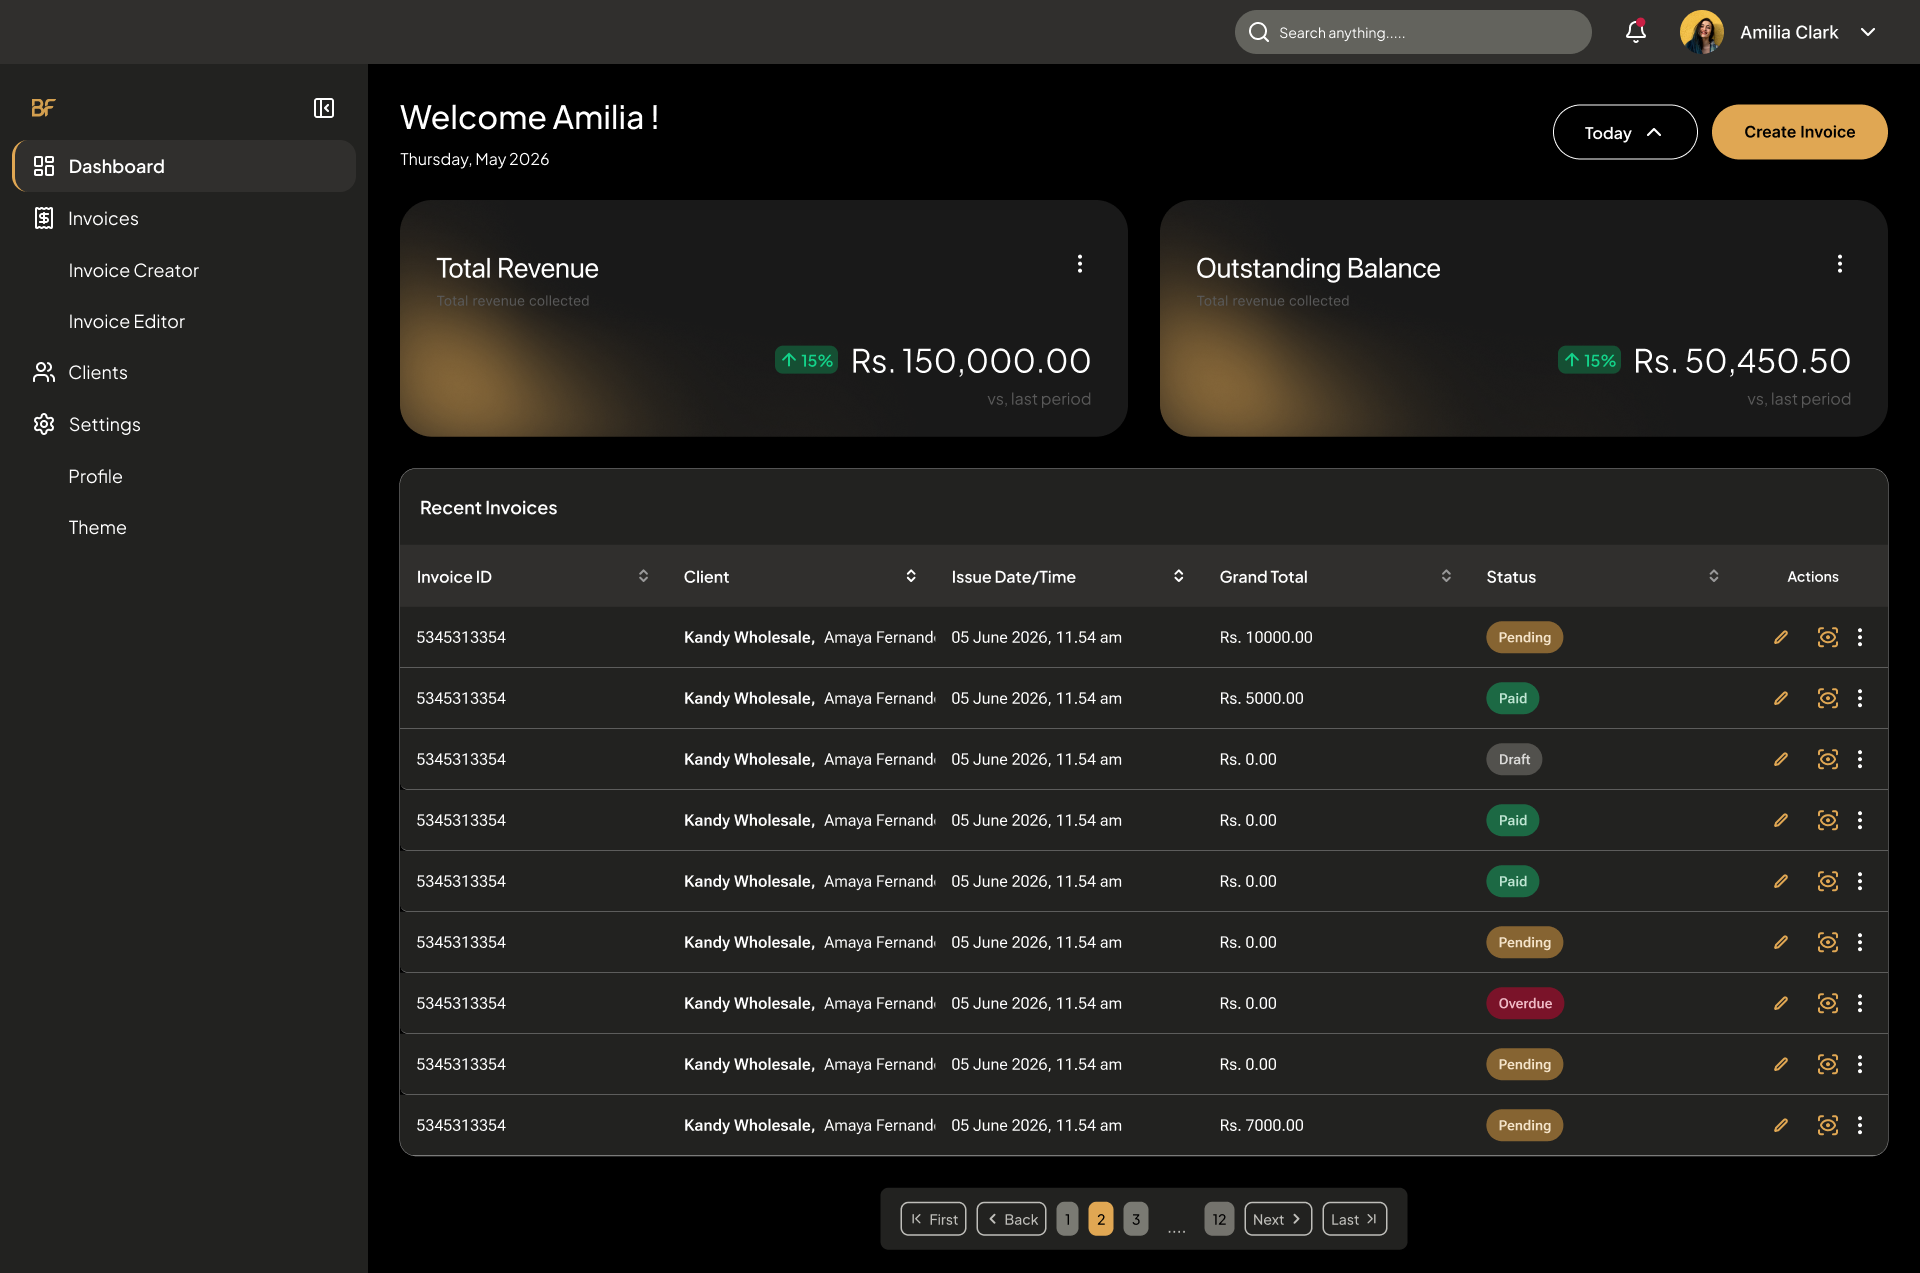 Search anything.....
Amilia Clark
BF
Dashboard
Invoices
Invoice Creator
Invoice Editor
Clients
Settings
Profile
Theme
Welcome Amilia !
Thursday, May 2026
Today
Create Invoice
Total Revenue
Total revenue collected
15% Rs. 150,000.00
vs, last period
Outstanding Balance
Total revenue collected
15% Rs. 50,450.50
vs, last period
Recent Invoices
Invoice ID Client Issue Date/Time Grand Total Status Actions
5345313354 Kandy Wholesale, Amaya Fernand 05 June 2026, 11.54 am Rs. 10000.00 Pending
5345313354 Kandy Wholesale, Amaya Fernand 05 June 2026, 11.54 am Rs. 5000.00 Paid
5345313354 Kandy Wholesale, Amaya Fernand 05 June 2026, 11.54 am Rs. 0.00 Draft
5345313354 Kandy Wholesale, Amaya Fernand 05 June 2026, 11.54 am Rs. 0.00 Paid
5345313354 Kandy Wholesale, Amaya Fernand 05 June 2026, 11.54 am Rs. 0.00 Paid
5345313354 Kandy Wholesale, Amaya Fernand 05 June 2026, 11.54 am Rs. 0.00 Pending
5345313354 Kandy Wholesale, Amaya Fernand 05 June 2026, 11.54 am Rs. 0.00 Overdue
5345313354 Kandy Wholesale, Amaya Fernand 05 June 2026, 11.54 am Rs. 0.00 Pending
5345313354 Kandy Wholesale, Amaya Fernand 05 June 2026, 11.54 am Rs. 7000.00 Pending
First Back 1 2 3 .... 12 Next Last